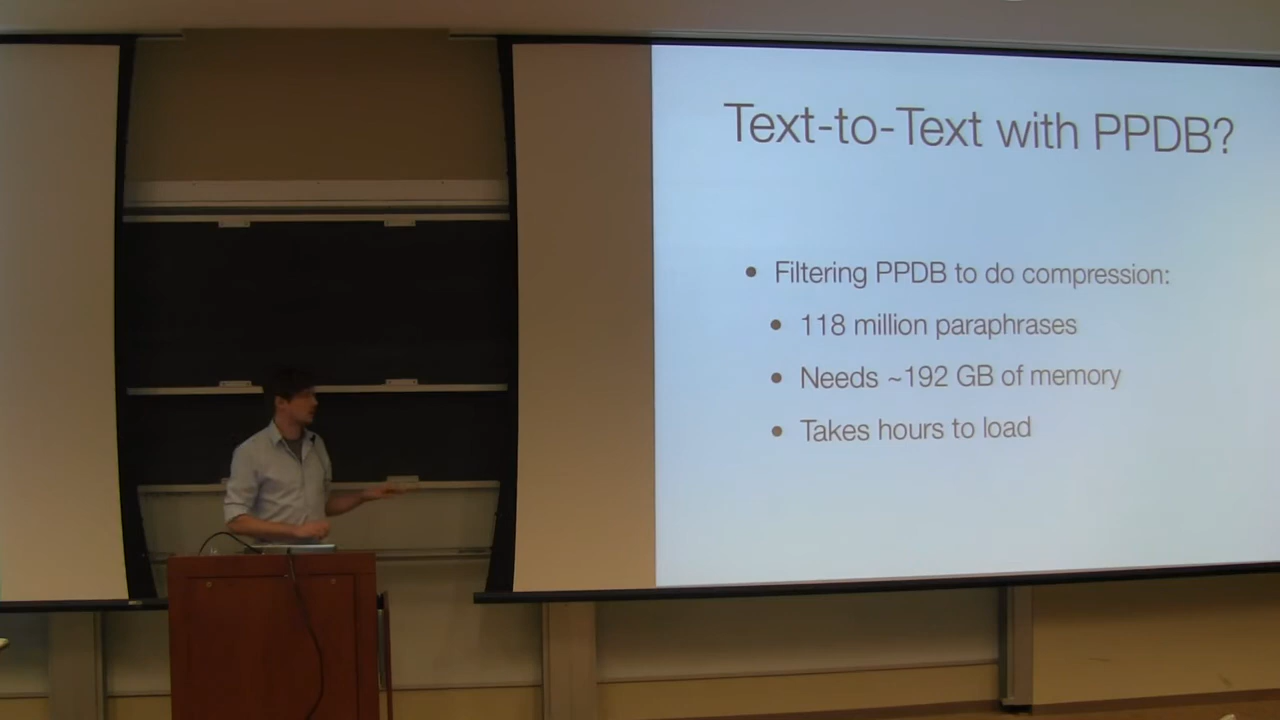 Text-to-Text with PPDB?
• Filtering PPDB to do compression:
• 118 million paraphrases
• Needs ~192 GB of memory
• Takes hours to load